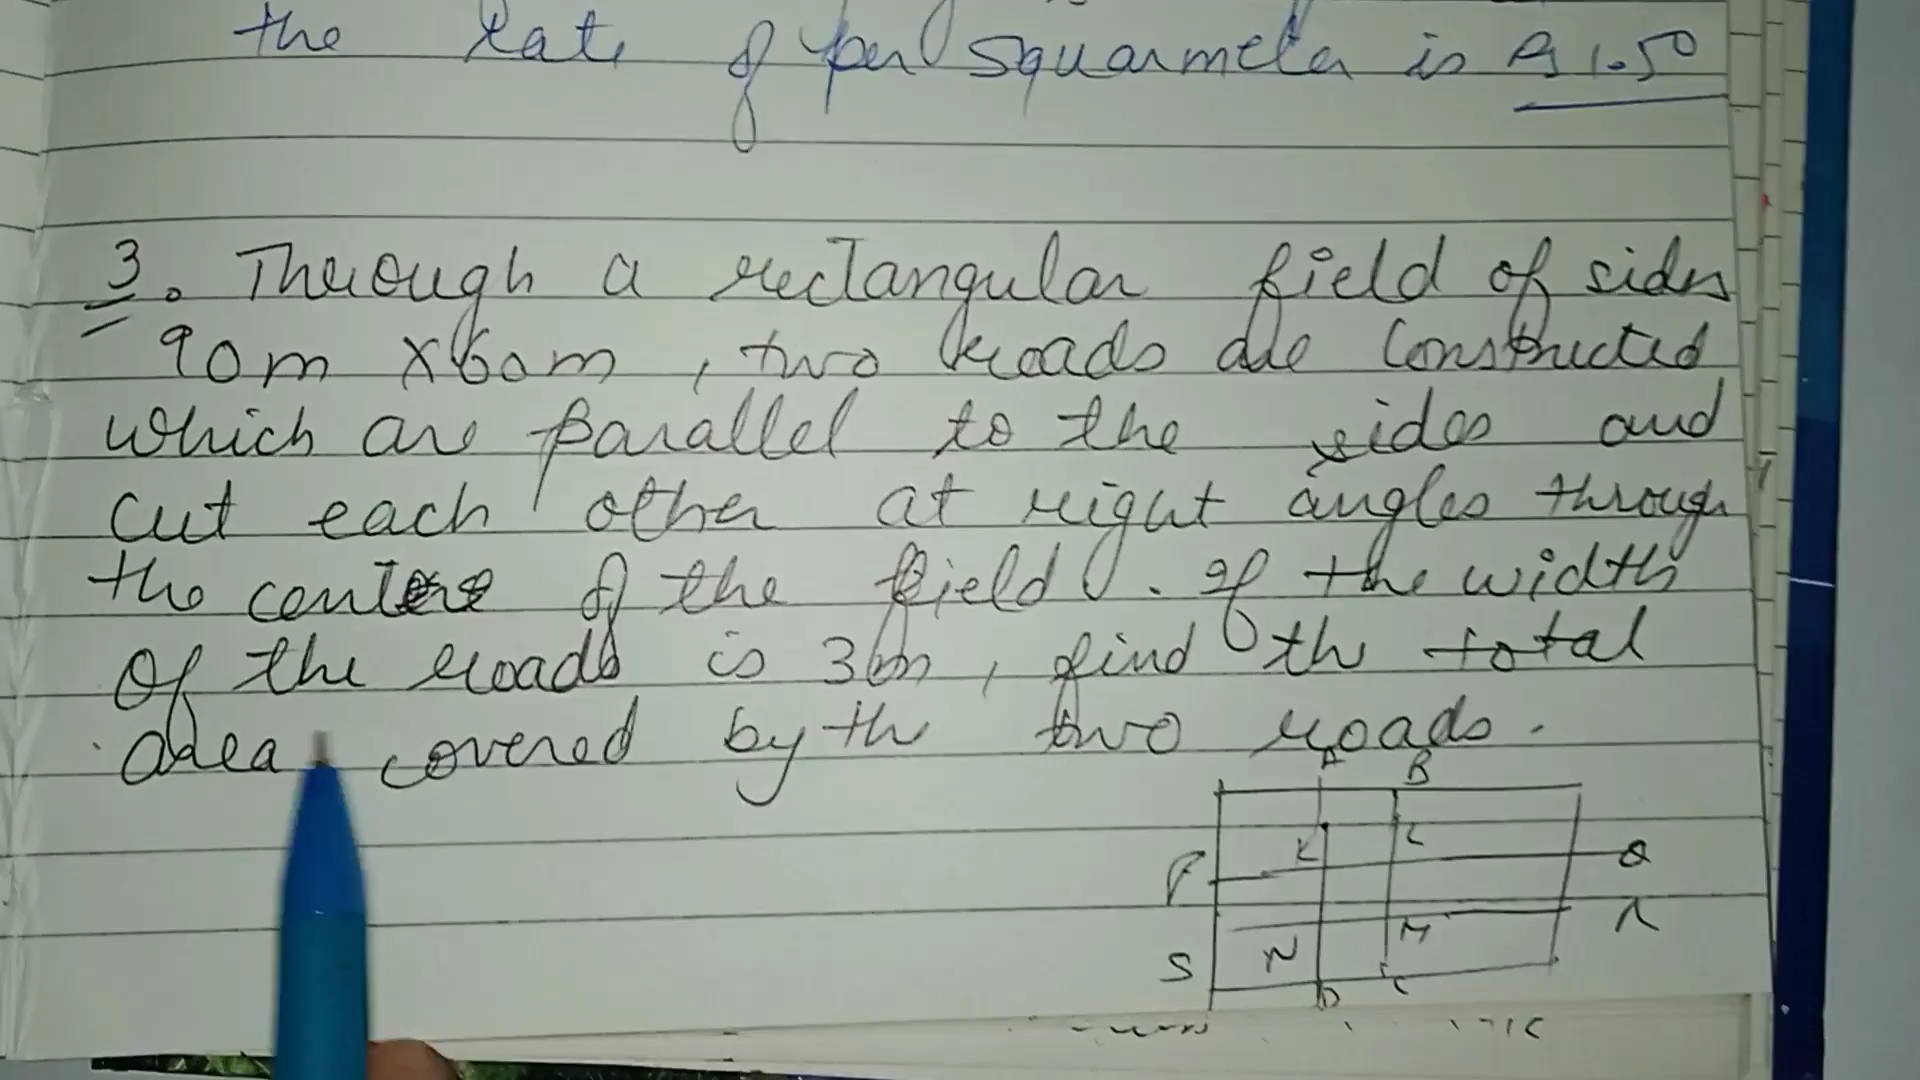 the rate of per squarmeter is Rs 1.50
3. Through a rectangular field of sides
90m x 60m, two roads are constructed
which are parallel to the sides and
cut each other at right angles through
the centre of the field. If the width
of the roads is 3m, find the total
area covered by the two roads.
A B
K L
P Q
R
N M
S
D C